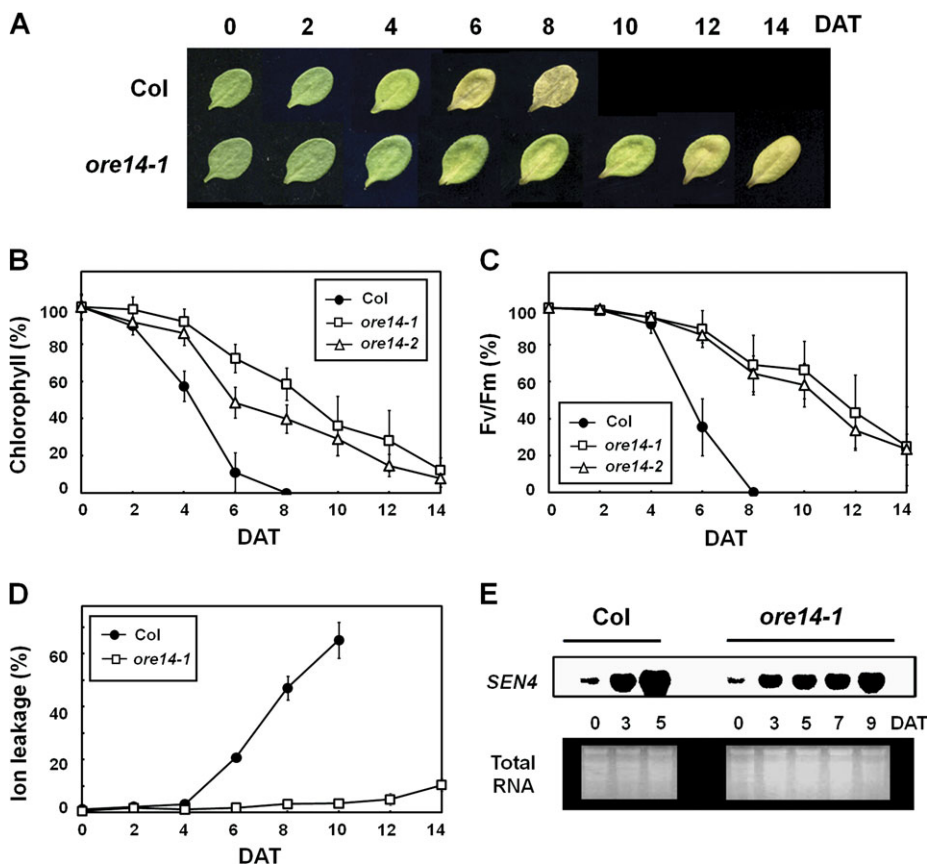 A
0 2 4 6 8 10 12 14 DAT
Col
ore14-1
B
Chlorophyll (%)
100
80
60
40
20
0
0 2 4 6 8 10 12 14
DAT
Col
ore14-1
ore14-2
C
Fv/Fm (%)
100
80
60
40
20
0
0 2 4 6 8 10 12 14
DAT
Col
ore14-1
ore14-2
D
Ion leakage (%)
60
40
20
0
0 2 4 6 8 10 12 14
DAT
Col
ore14-1
E
Col ore14-1
SEN4
0 3 5 0 3 5 7 9 DAT
Total
RNA